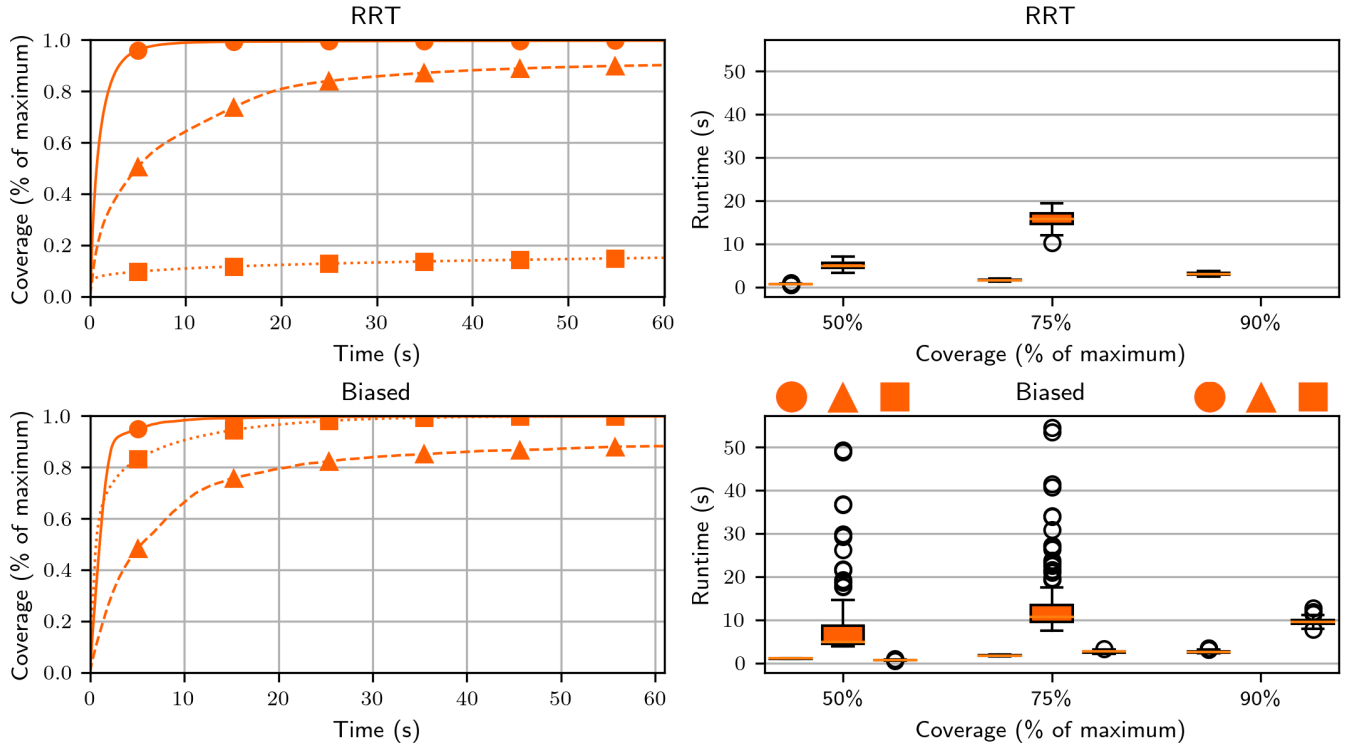 RRT
Coverage (% of maximum)
1.0
0.8
0.6
0.4
0.2
0.0
0 10 20 30 40 50 60
Time (s)
RRT
Runtime (s)
50
40
30
20
10
0
50% 75% 90%
Coverage (% of maximum)
Biased
Coverage (% of maximum)
1.0
0.8
0.6
0.4
0.2
0.0
0 10 20 30 40 50 60
Time (s)
Biased
Runtime (s)
50
40
30
20
10
0
50% 75% 90%
Coverage (% of maximum)